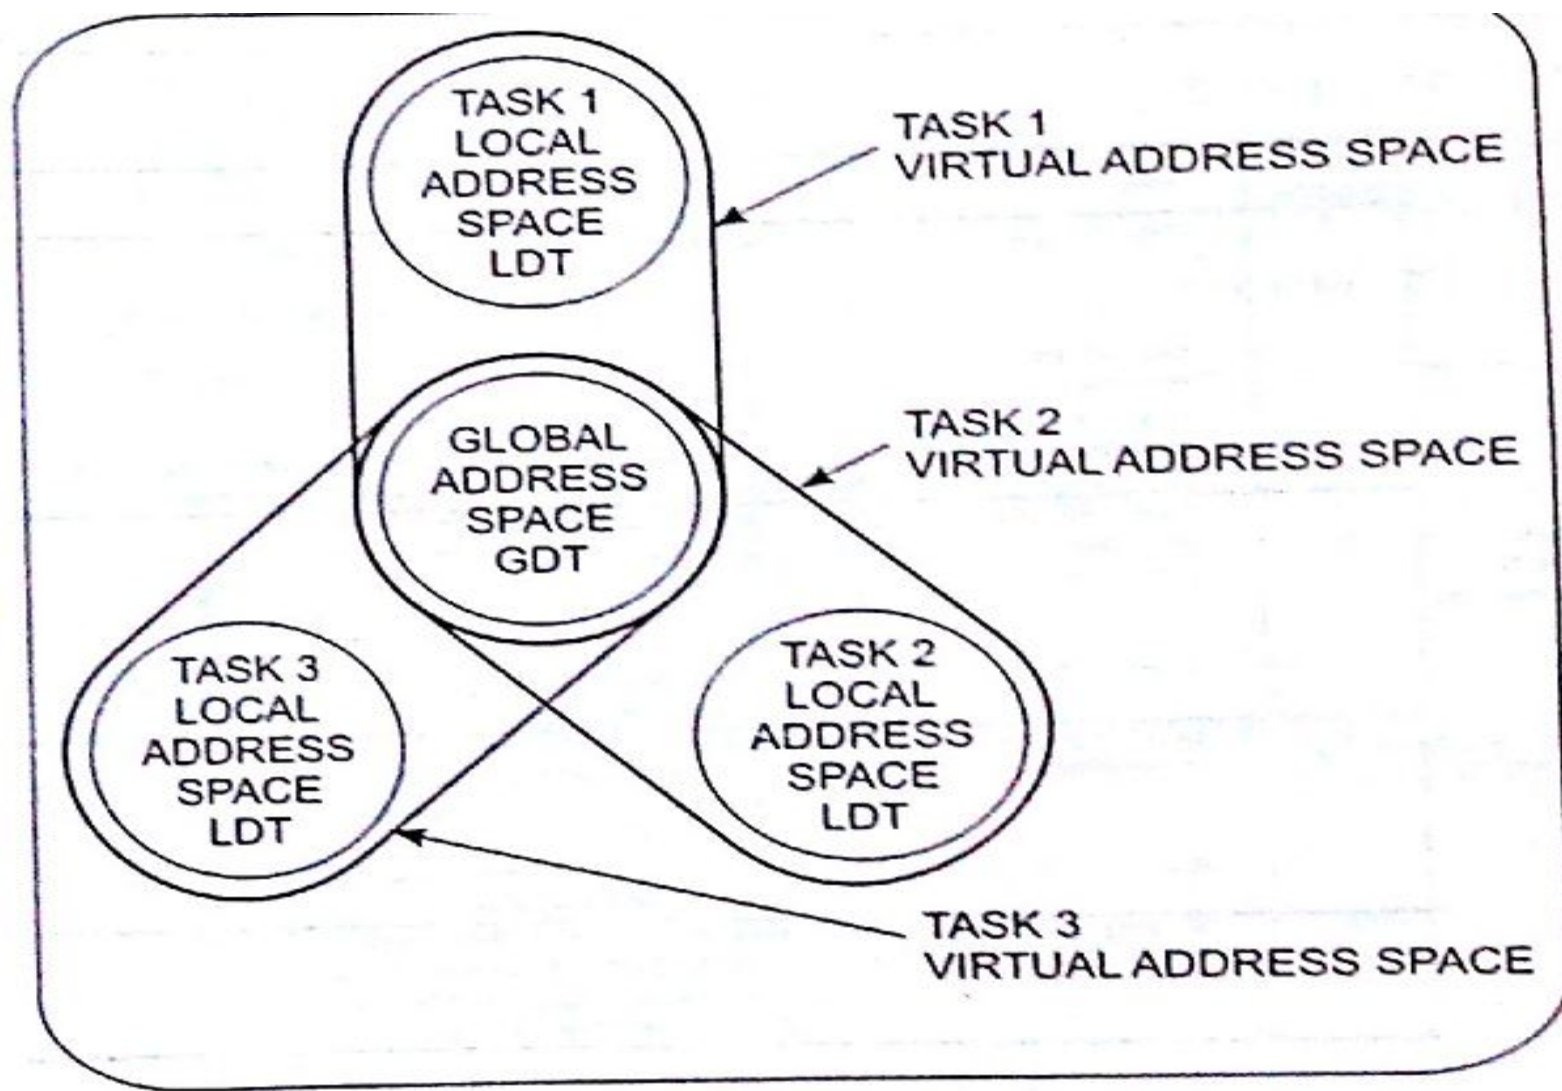 TASK 1
LOCAL
ADDRESS
SPACE
LDT
TASK 1
VIRTUAL ADDRESS SPACE
GLOBAL
ADDRESS
SPACE
GDT
TASK 2
VIRTUAL ADDRESS SPACE
TASK 3
LOCAL
ADDRESS
SPACE
LDT
TASK 2
LOCAL
ADDRESS
SPACE
LDT
TASK 3
VIRTUAL ADDRESS SPACE